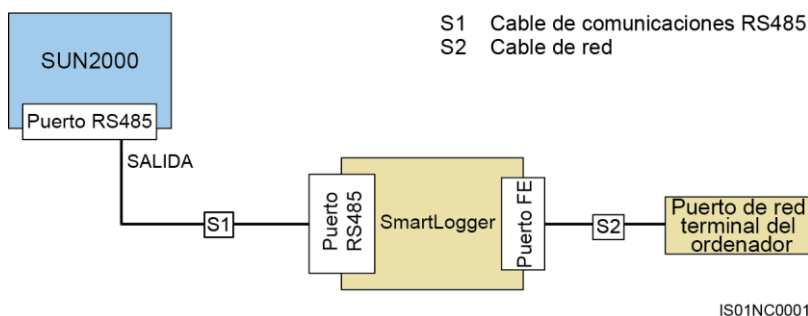 S1 Cable de comunicaciones RS485
S2 Cable de red
SUN2000
Puerto RS485
SALIDA
S1
Puerto
RS485
SmartLogger
Puerto FE
S2
Puerto de red
terminal del
ordenador
IS01NC0001